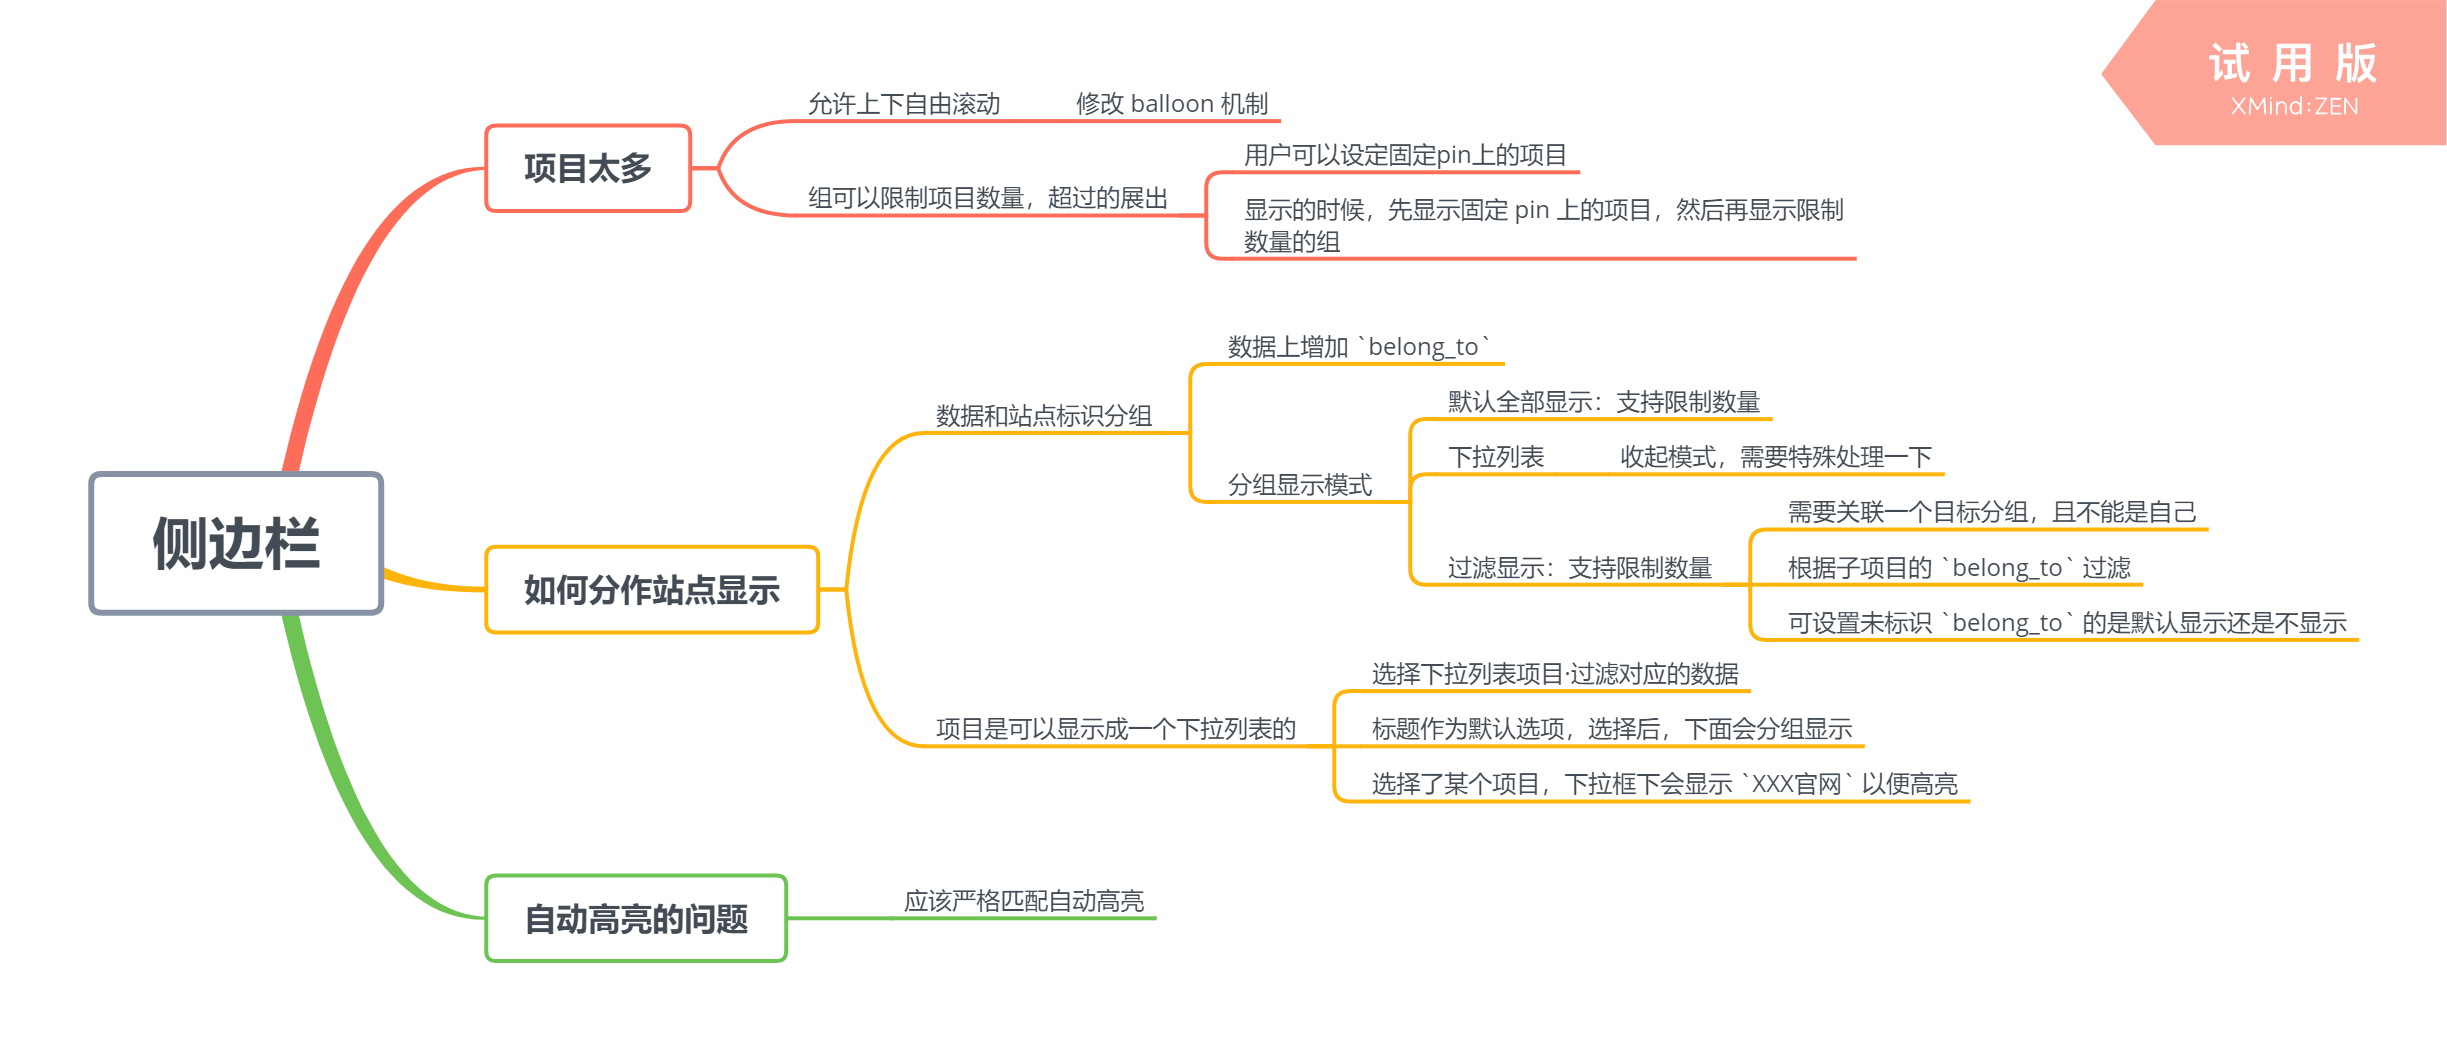 试用版
XMind:ZEN
侧边栏
项目太多
允许上下自由滚动
修改 balloon 机制
组可以限制项目数量，超过的展出
用户可以设定固定pin上的项目
显示的时候，先显示固定 pin 上的项目，然后再显示限制
数量的组
如何分作站点显示
数据和站点标识分组
数据上增加 `belong_to`
分组显示模式
默认全部显示：支持限制数量
下拉列表
收起模式，需要特殊处理一下
过滤显示：支持限制数量
需要关联一个目标分组，且不能是自己
根据子项目的 `belong_to` 过滤
可设置未标识 `belong_to` 的是默认显示还是不显示
项目是可以显示成一个下拉列表的
选择下拉列表项目·过滤对应的数据
标题作为默认选项，选择后，下面会分组显示
选择了某个项目，下拉框下会显示 `XXX官网` 以便高亮
自动高亮的问题
应该严格匹配自动高亮